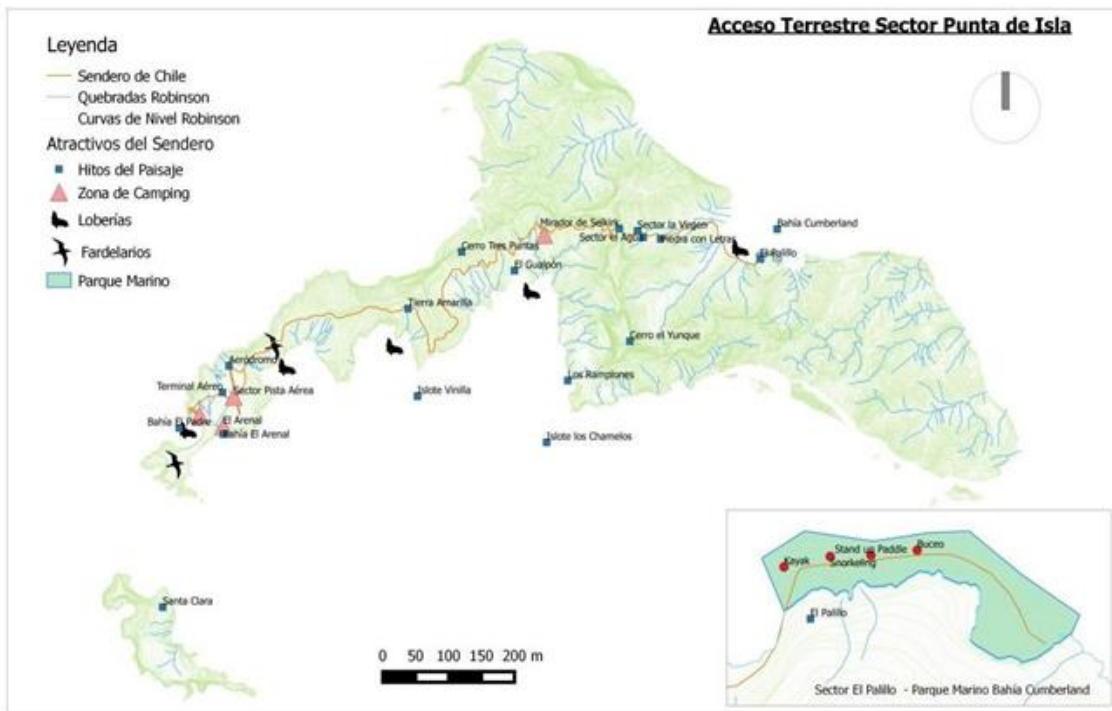 Acceso Terrestre Sector Punta de Isla
Leyenda
Sendero de Chile
Quebradas Robinson
Curvas de Nivel Robinson
Atractivos del Sendero
Hitos del Paisaje
Zona de Camping
Loberías
Fardelarios
Parque Marino
Mirador de Selkirk
Sector la Virgen
Bahía Cumberland
Sector el Agua
Piedra con Letras
Cerro Tres Puntas
El Palillo
El Gualpón
Tierra Amarilla
Cerro el Yunque
Aeródromo
Los Ramplones
Terminal Aéreo
Sector Pista Aérea
Islote Vinilla
Bahía El Padre
El Arenal
Bahía El Arenal
Islote los Chamelos
Santa Clara
0 50 100 150 200 m
Kayak
Stand up Paddle
Snorkeling
Buceo
El Palillo
Sector El Palillo - Parque Marino Bahía Cumberland